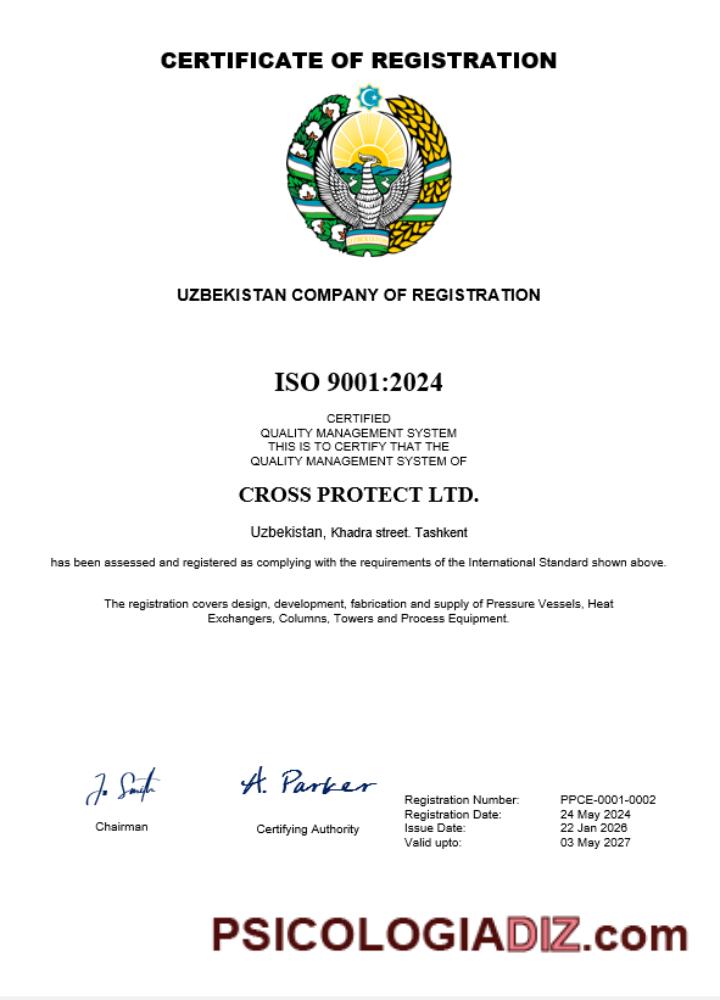 CERTIFICATE OF REGISTRATION
UZBEKISTAN COMPANY OF REGISTRATION
ISO 9001:2024
CERTIFIED
QUALITY MANAGEMENT SYSTEM
THIS IS TO CERTIFY THAT THE
QUALITY MANAGEMENT SYSTEM OF
CROSS PROTECT LTD.
Uzbekistan, Khadra street. Tashkent
has been assessed and registered as complying with the requirements of the International Standard shown above.
The registration covers design, development, fabrication and supply of Pressure Vessels, Heat
Exchangers, Columns, Towers and Process Equipment.
J. Smith
A. Parker
Chairman
Certifying Authority
Registration Number: PPCE-0001-0002
Registration Date: 24 May 2024
Issue Date: 22 Jan 2026
Valid upto: 03 May 2027
PSICOLOGIADIZ.com